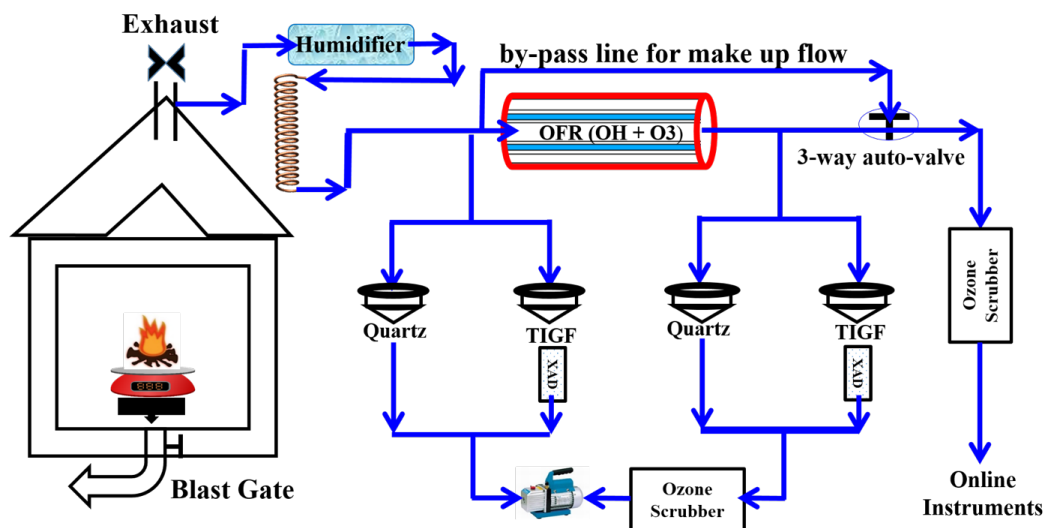 Exhaust
Humidifier
by-pass line for make up flow
OFR (OH + O3)
3-way auto-valve
Quartz
TIGF
XAD
Quartz
TIGF
XAD
Ozone
Scrubber
888
Blast Gate
Ozone
Scrubber
Online
Instruments